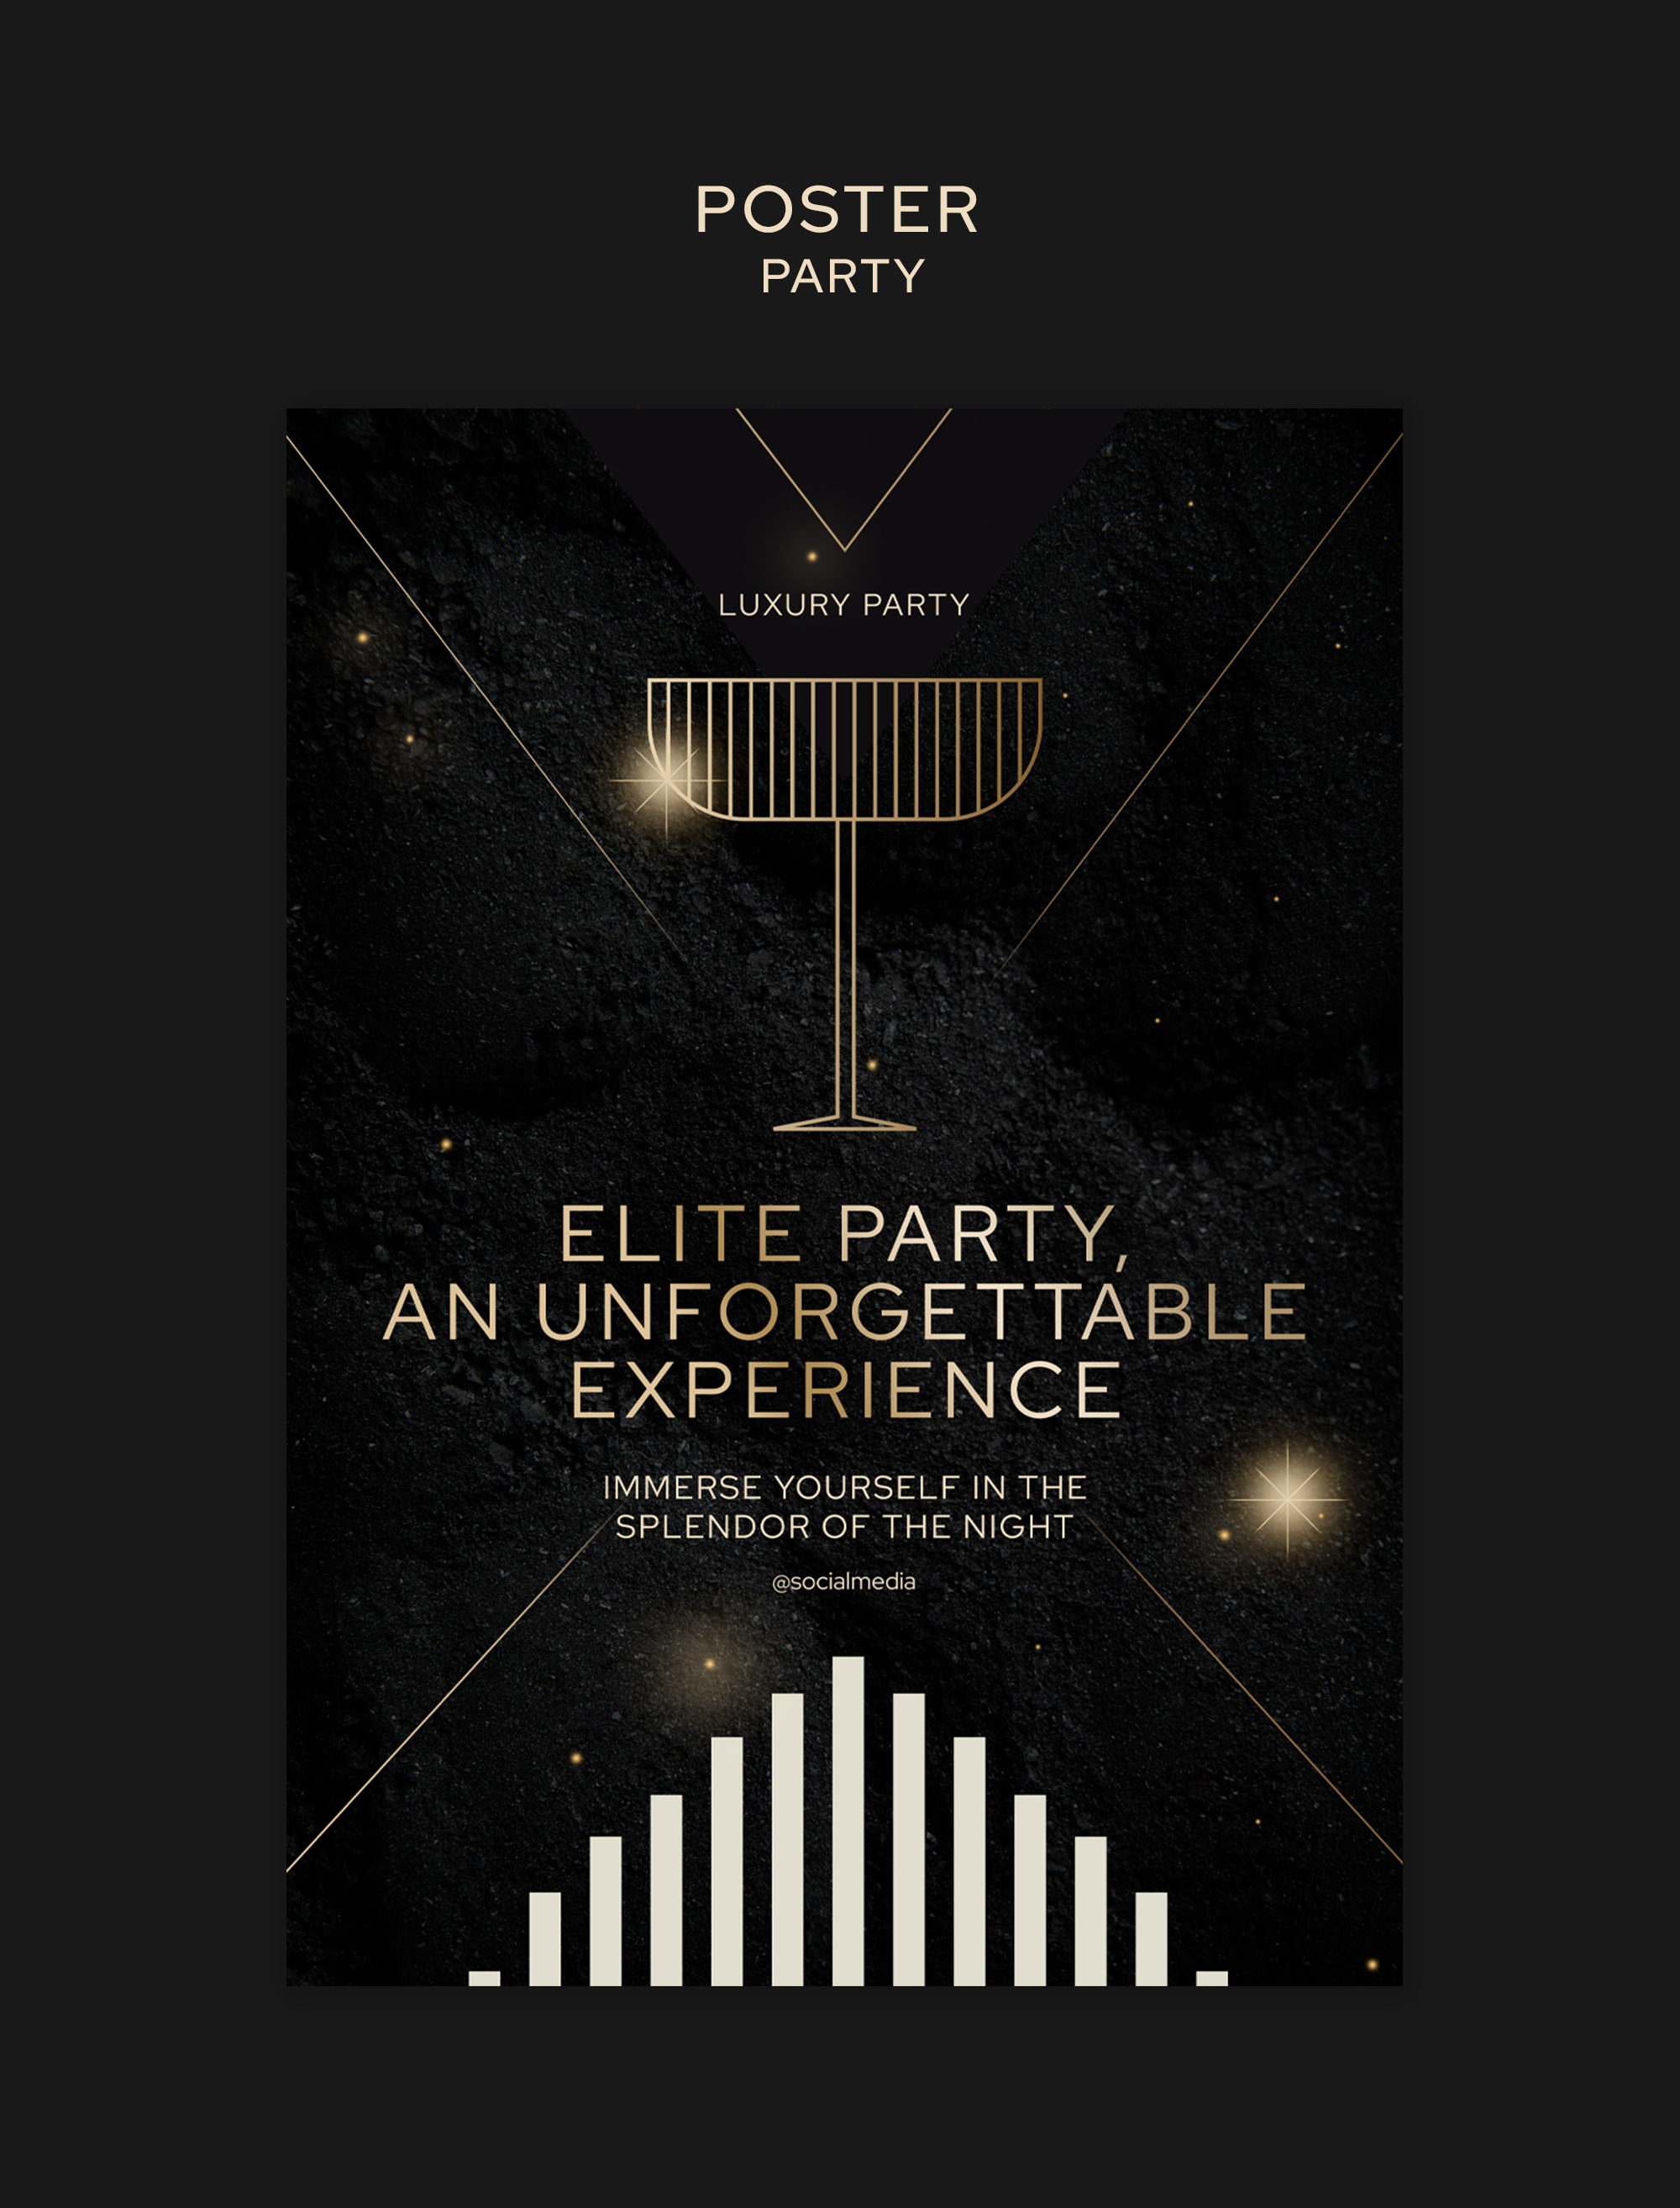 POSTER
PARTY
LUXURY PARTY
ELITE PARTY,
AN UNFORGETTABLE
EXPERIENCE
IMMERSE YOURSELF IN THE
SPLENDOR OF THE NIGHT
@socialmedia